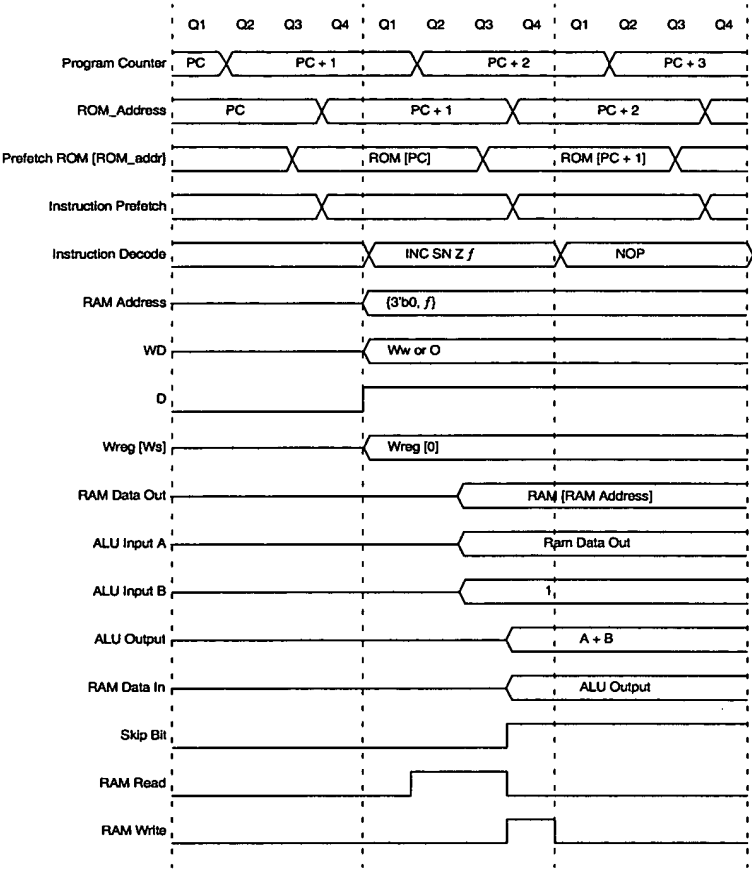 Q1 Q2 Q3 Q4 Q1 Q2 Q3 Q4 Q1 Q2 Q3 Q4
Program Counter PC PC + 1 PC + 2 PC + 3
ROM_Address PC PC + 1 PC + 2
Prefetch ROM [ROM_addr] ROM [PC] ROM [PC + 1]
Instruction Prefetch
Instruction Decode INC SN Z f NOP
RAM Address {3'b0, f}
WD Ww or O
D
Wreg [Ws] Wreg [0]
RAM Data Out RAM [RAM Address]
ALU Input A Ram Data Out
ALU Input B 1
ALU Output A + B
RAM Data In ALU Output
Skip Bit
RAM Read
RAM Write